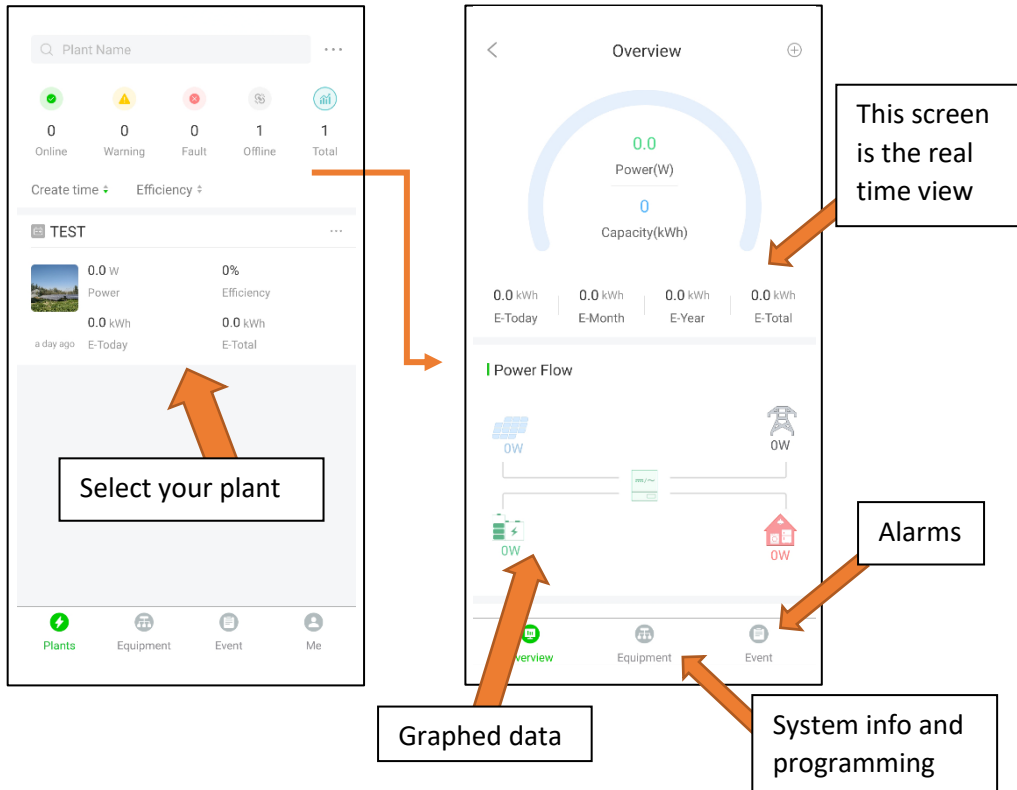 Plant Name
...
0 0 0 1 1
Online Warning Fault Offline Total
Create time Efficiency
TEST ...
0.0 W 0%
Power Efficiency
0.0 kWh 0.0 kWh
a day ago E-Today E-Total
Select your plant
Plants Equipment Event Me
Overview
0.0
Power(W)
0
Capacity(kWh)
0.0 kWh 0.0 kWh 0.0 kWh 0.0 kWh
E-Today E-Month E-Year E-Total
Power Flow
0W 0W
0W 0W
verview Equipment Event
This screen
is the real
time view
Alarms
Graphed data
System info and
programming